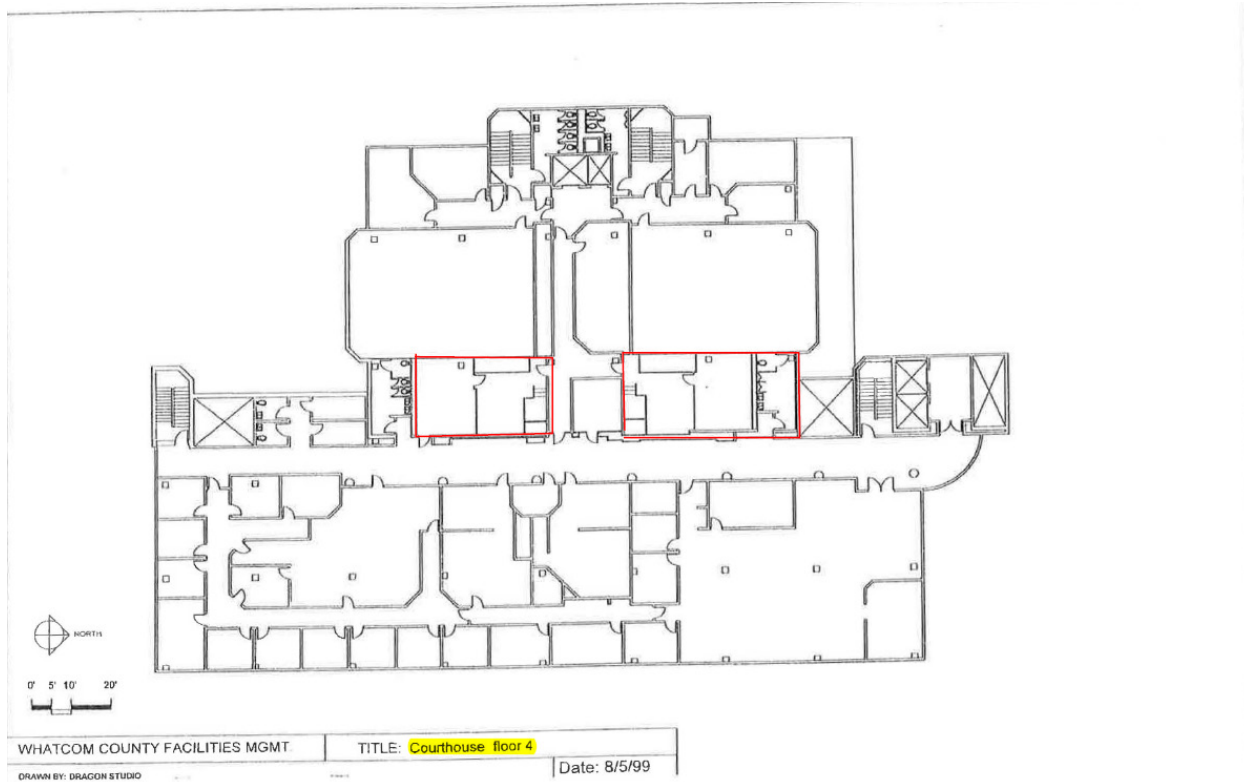 NORTH
0' 5' 10' 20'
WHATCOM COUNTY FACILITIES MGMT.
TITLE: Courthouse floor 4
DRAWN BY: DRAGON STUDIO
Date: 8/5/99